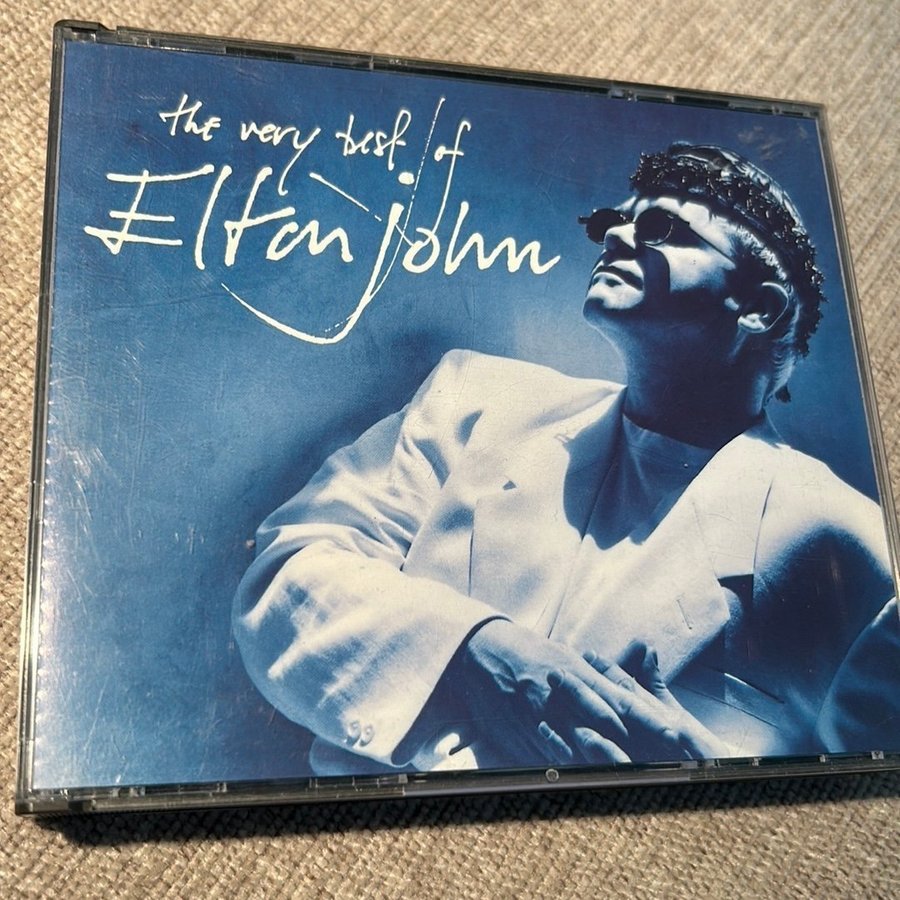 the very best of
Elton john